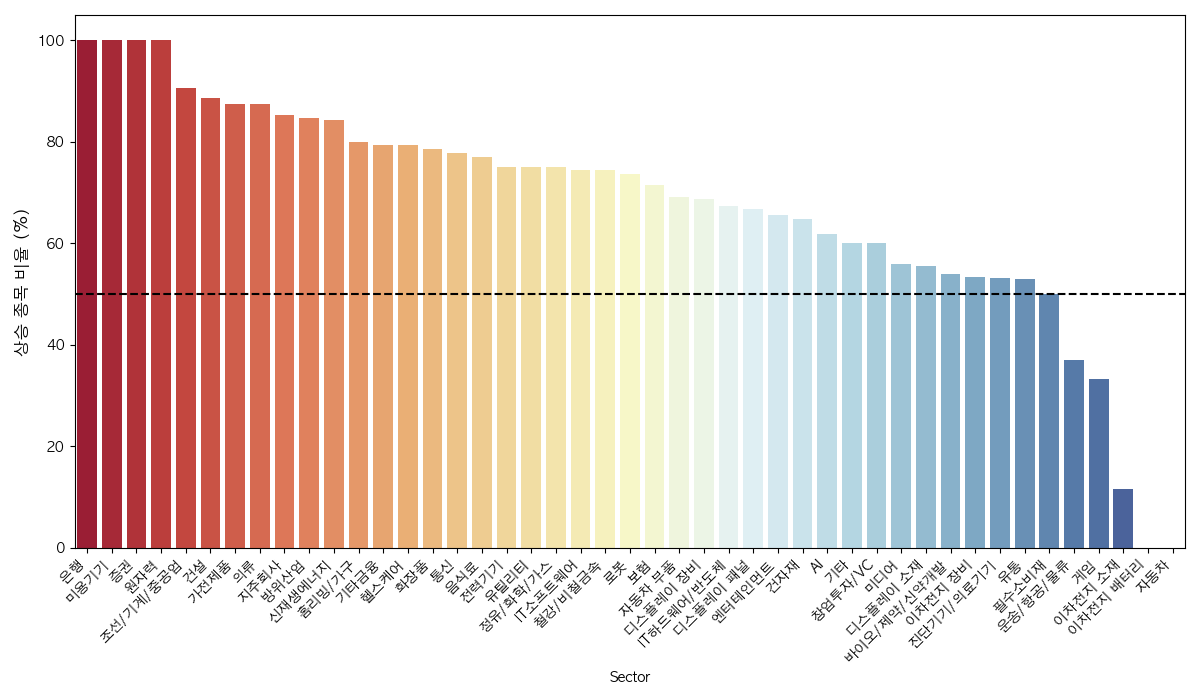 상승 종목 비율 (%)
100
80
60
40
20
0
은행
미용기기
증권
원자력
조선/기계/중공업
건설
가전제품
의류
지주회사
방위산업
신재생에너지
홈리빙/가구
기타금융
헬스케어
화장품
통신
음식료
전력기기
유틸리티
정유/화학/가스
IT소프트웨어
철강/비철금속
로봇
보험
자동차 부품
디스플레이 장비
IT하드웨어/반도체
디스플레이 패널
엔터테인먼트
건자재
AI
기타
창업투자/VC
미디어
디스플레이 소재
바이오/제약/신약개발
이차전지 장비
진단기기/의료기기
유통
필수소비재
운송/항공/물류
게임
이차전지 소재
이차전지 배터리
자동차
Sector